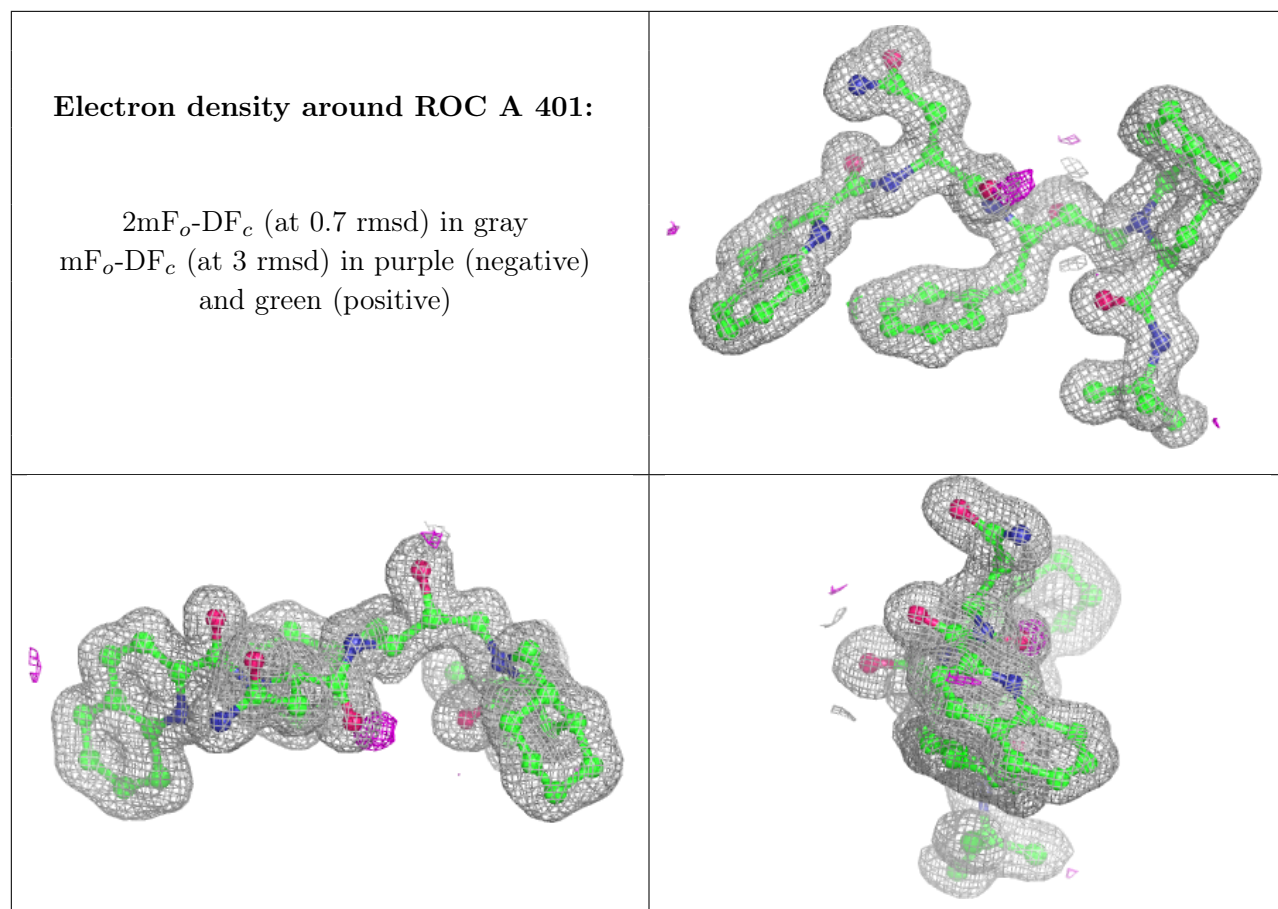 Electron density around ROC A 401:
2mFo-DFc (at 0.7 rmsd) in gray
mFo-DFc (at 3 rmsd) in purple (negative)
and green (positive)